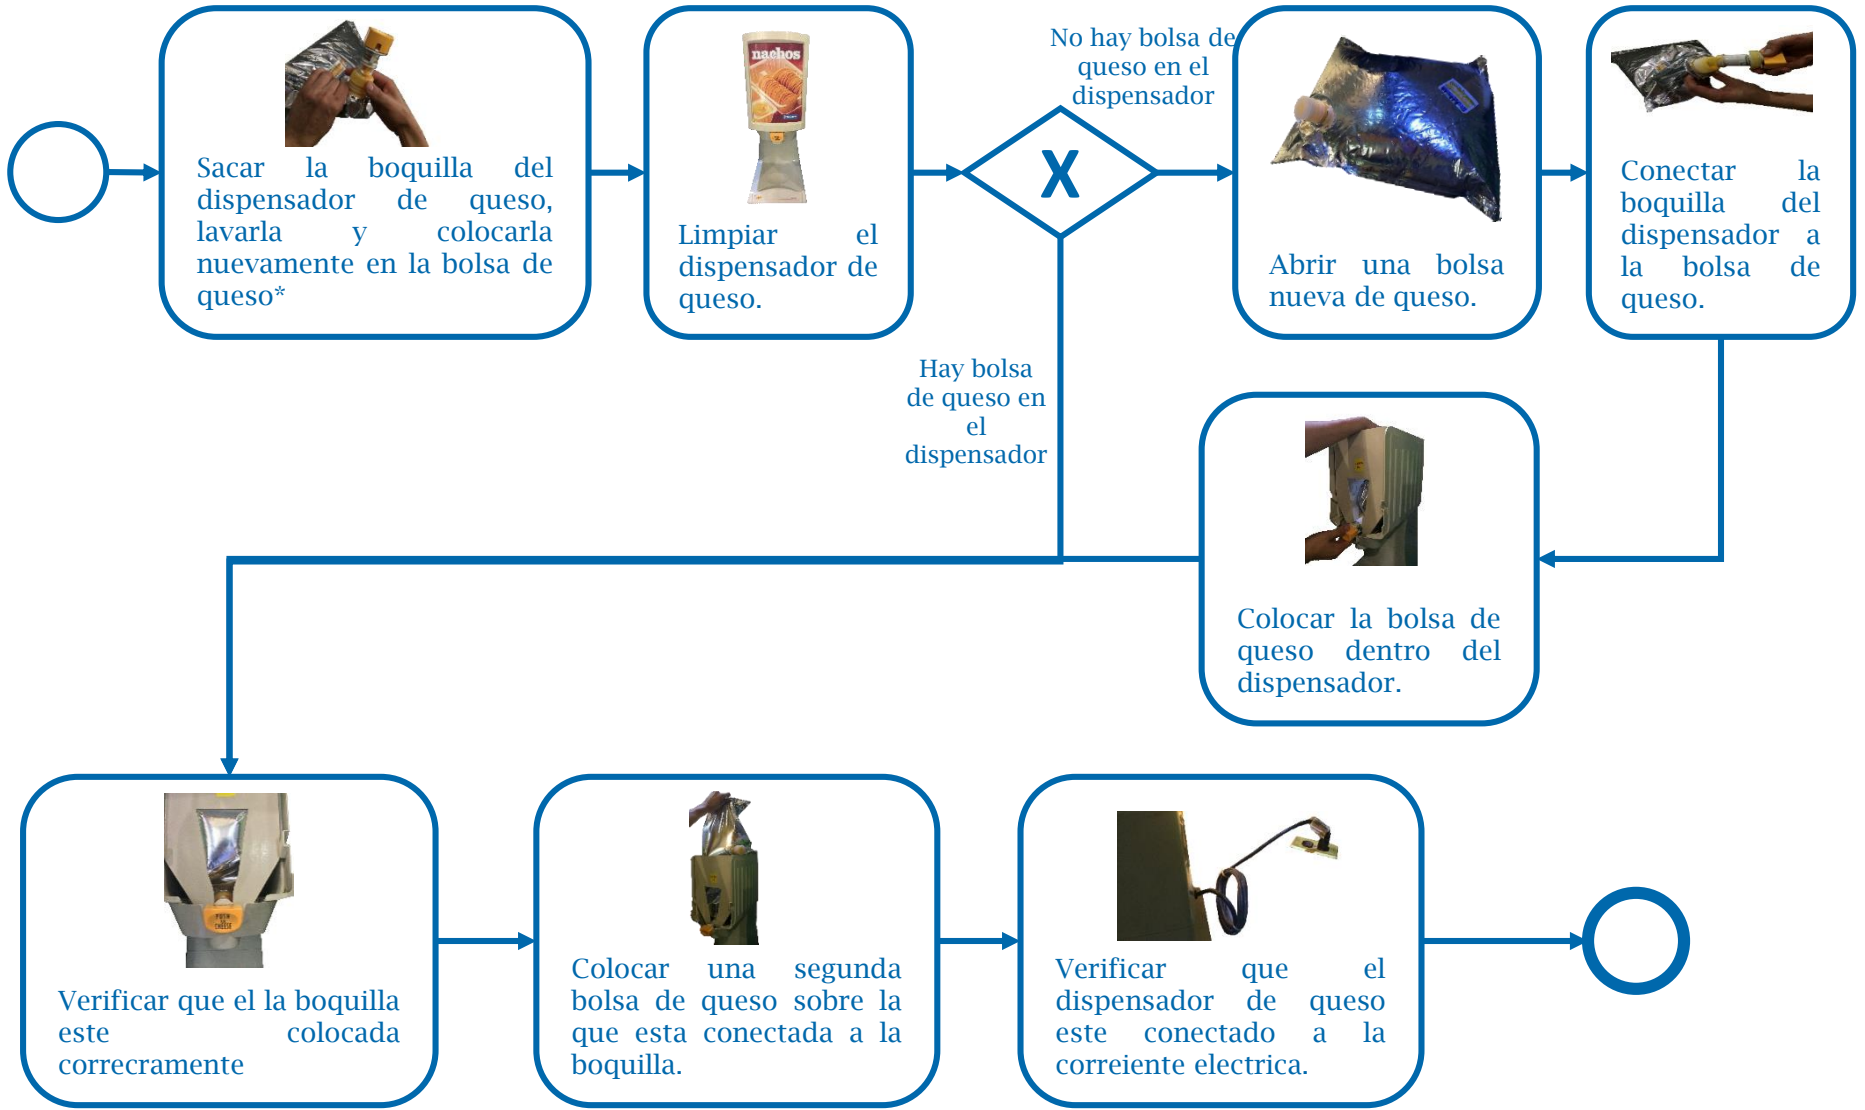 nachos
Sacar la boquilla del
dispensador de queso,
lavarla y colocarla
nuevamente en la bolsa de
queso*
Limpiar el
dispensador de
queso.
X
No hay bolsa de
queso en el
dispensador
Abrir una bolsa
nueva de queso.
Conectar la
boquilla del
dispensador a
la bolsa de
queso.
Hay bolsa
de queso en
el
dispensador
Colocar la bolsa de
queso dentro del
dispensador.
PUSH
CHEESE
Verificar que el la boquilla
este colocada
correcramente
Colocar una segunda
bolsa de queso sobre la
que esta conectada a la
boquilla.
Verificar que el
dispensador de queso
este conectado a la
correiente electrica.